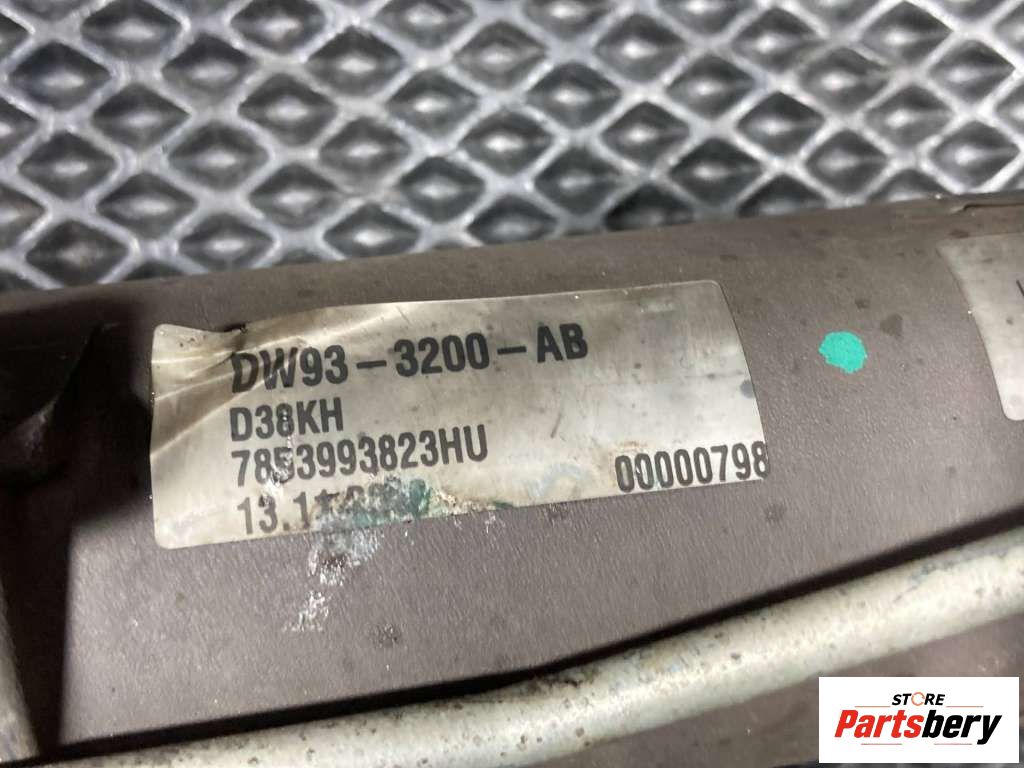 DW93-3200-AB
D38KH
7853993823HU
00000798
STORE
Partsbery